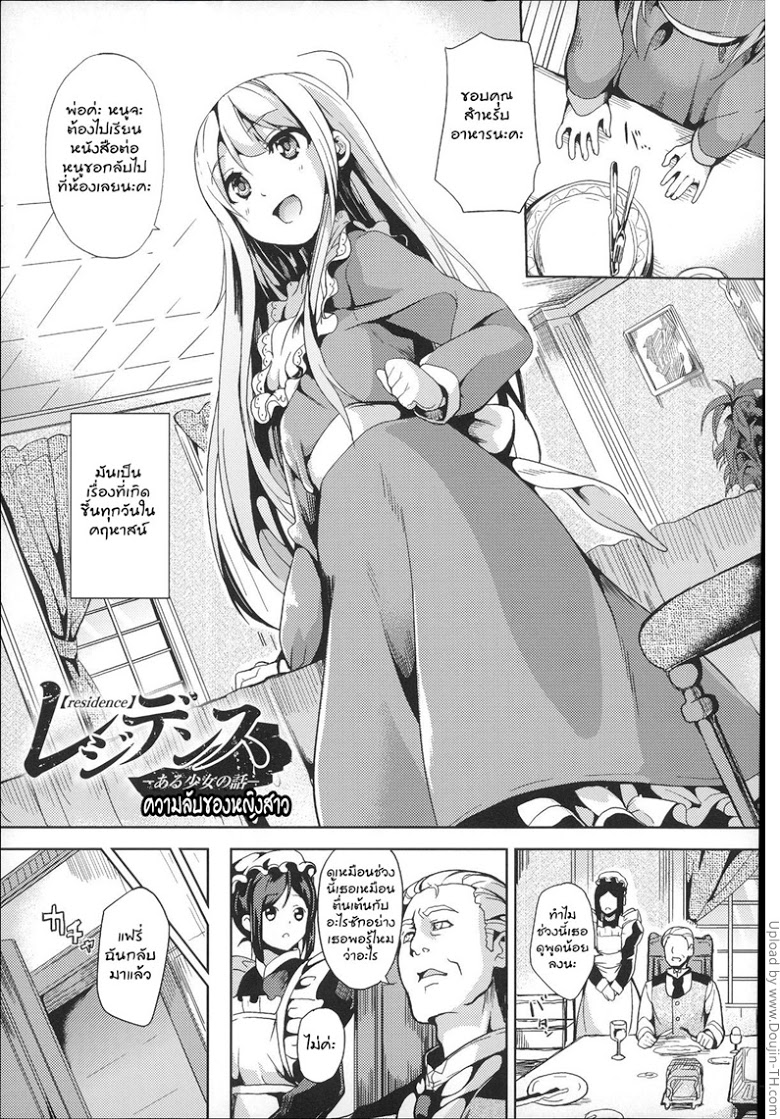 ขอบคุณ
สำหรับ
อาหารนะคะ
พ่อค่ะ หนูจะ
ต้องไปเรียน
หนังสือต่อ
หนูขอกลับไป
ที่ห้องเลยนะคะ
มันเป็น
เรื่องที่เกิด
ขึ้นทุกวันใน
คฤหาสน์
【residence】
レジデンス
―ある少女の話―
ความลับของหญิงสาว
ทำไม
ช่วงนี้เธอ
ดูพูดน้อย
ลงนะ
ดูเหมือนช่วง
นี้เธอเหมือน
ตื่นเต้นกับ
อะไรซักอย่าง
เธอพอรู้ไหม
ว่าอะไร
ไม่ค่ะ
แฟรี่
ฉันกลับ
มาแล้ว
ガチャ
Upload by www.Doujin-TH.com